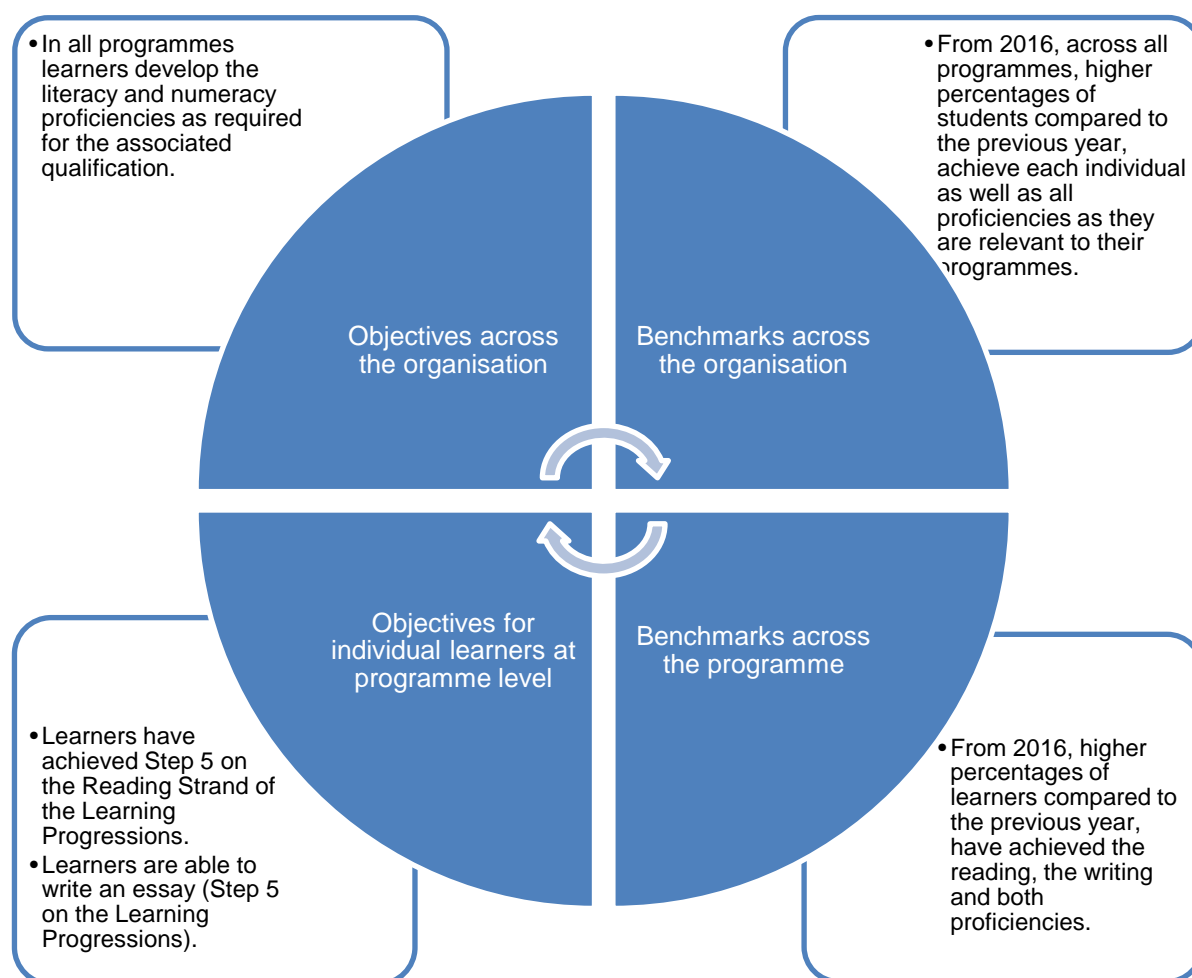 •In all programmes
learners develop the
literacy and numeracy
proficiencies as required
for the associated
qualification.
•From 2016, across all
programmes, higher
percentages of
students compared to
the previous year,
achieve each individual
as well as all
proficiencies as they
are relevant to their
programmes.
Objectives across
the organisation
Benchmarks across
the organisation
Objectives for
individual learners at
programme level
Benchmarks across
the programme
•Learners have
achieved Step 5 on
the Reading Strand of
the Learning
Progressions.
•Learners are able to
write an essay (Step 5
on the Learning
Progressions).
•From 2016, higher
percentages of
learners compared to
the previous year,
have achieved the
reading, the writing
and both
proficiencies.